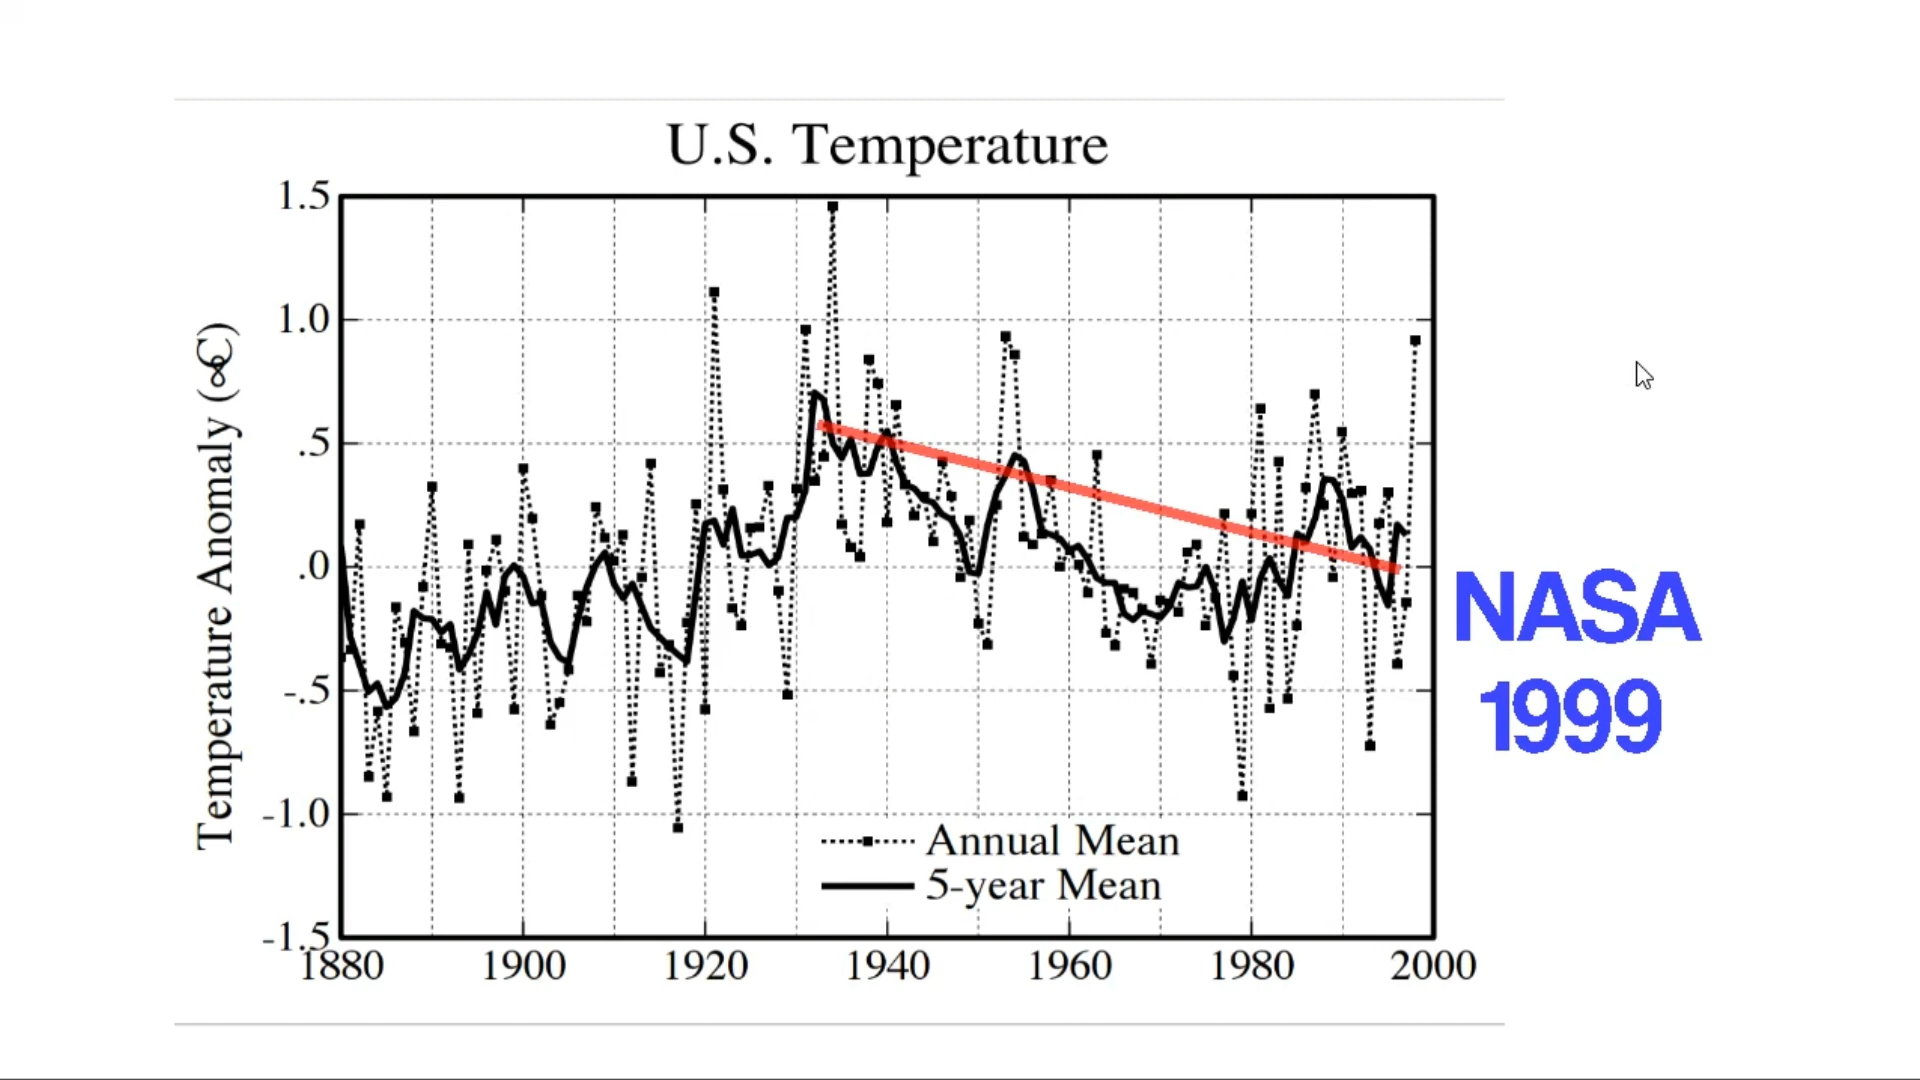 U.S. Temperature
Temperature Anomaly (∝C)
1.5
1.0
.5
.0
-.5
-1.0
-1.5
Annual Mean
5-year Mean
1880 1900 1920 1940 1960 1980 2000
NASA
1999